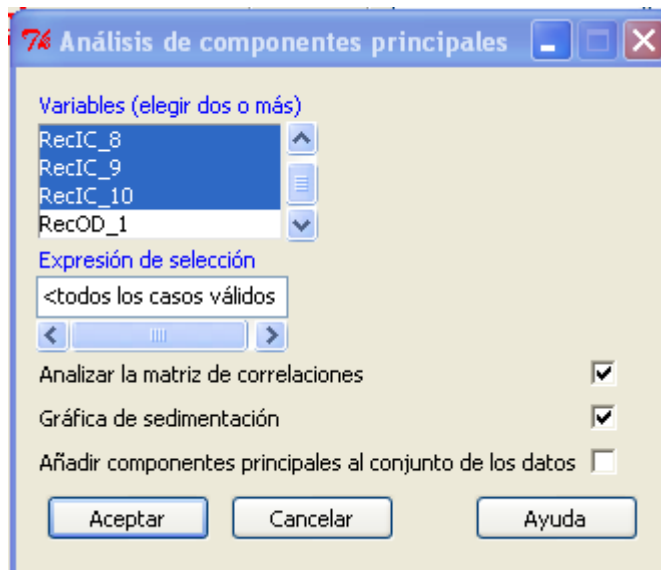 Análisis de componentes principales
Variables (elegir dos o más)
RecIC_8
RecIC_9
RecIC_10
RecOD_1
Expresión de selección
<todos los casos válidos
Analizar la matriz de correlaciones
Gráfica de sedimentación
Añadir componentes principales al conjunto de los datos
Aceptar Cancelar Ayuda